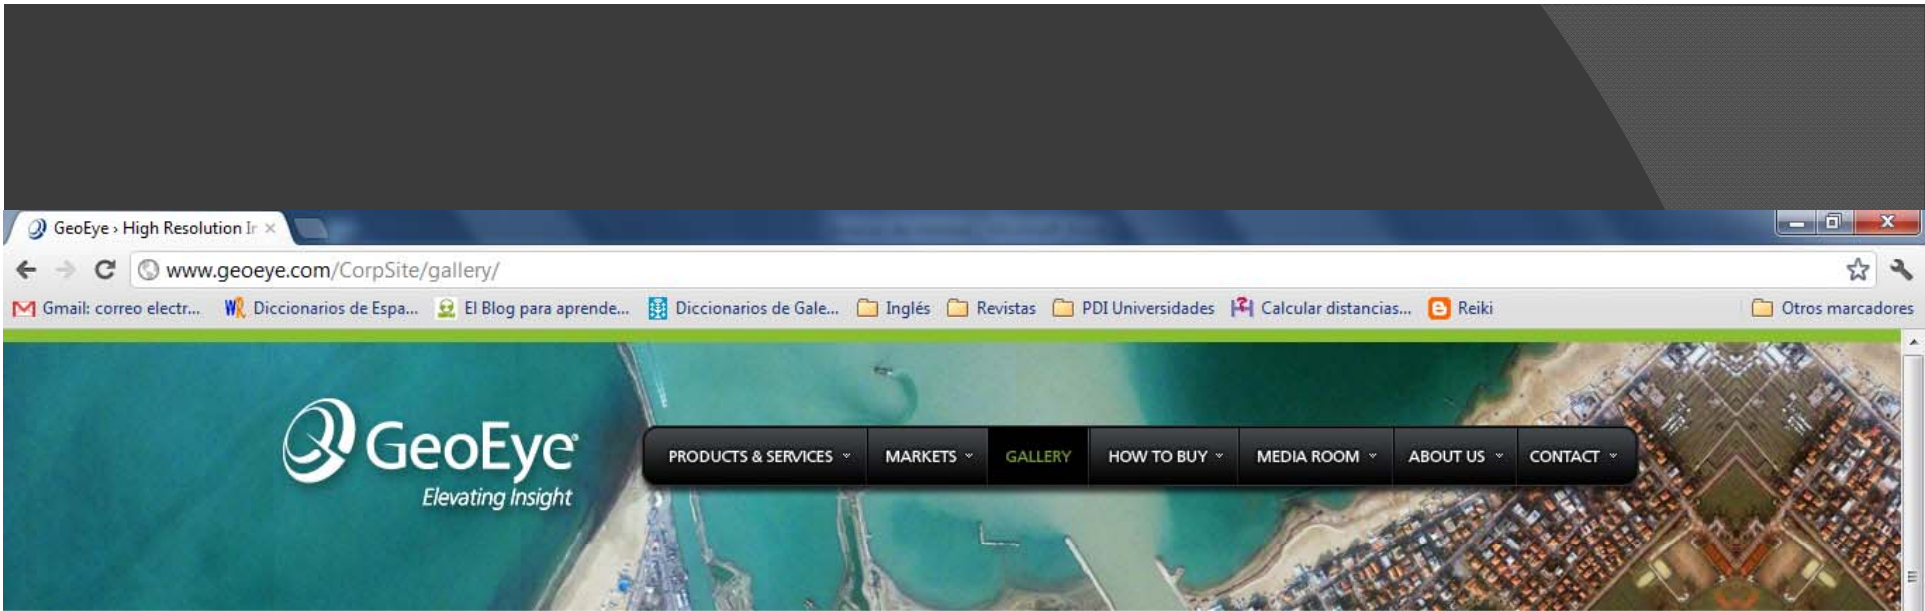 GeoEye › High Resolution Ir
www.geoeye.com/CorpSite/gallery/
Gmail: correo electr... Diccionarios de Espa... El Blog para aprende... Diccionarios de Gale... Inglés Revistas PDI Universidades Calcular distancias... Reiki Otros marcadores
GeoEye®
Elevating Insight
PRODUCTS & SERVICES MARKETS GALLERY HOW TO BUY MEDIA ROOM ABOUT US CONTACT